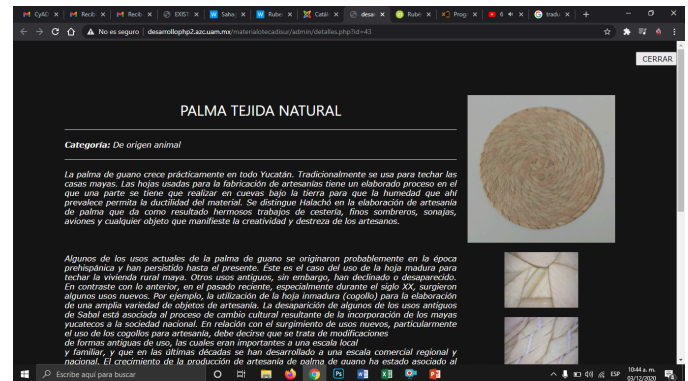 CyAD
Recib
Recib
EXIST
Saha
Rube
Catál
desar
Rubé
Prog
6
tradu
No es seguro | desarrollophp2.azc.uam.mx/materialotecadisur/admin/detalles.php?id=43
CERRAR
PALMA TEJIDA NATURAL
Categoría: De origen animal
La palma de guano crece prácticamente en todo Yucatán. Tradicionalmente se usa para techar las
casas mayas. Las hojas usadas para la fabricación de artesanías tiene un elaborado proceso en el
que una parte se tiene que realizar en cuevas bajo la tierra para que la humedad que ahí
prevalece permita la ductilidad del material. Se distingue Halachó en la elaboración de artesanía
de palma que da como resultado hermosos trabajos de cestería, finos sombreros, sonajas,
aviones y cualquier objeto que manifieste la creatividad y destreza de los artesanos.
Algunos de los usos actuales de la palma de guano se originaron probablemente en la época
prehispánica y han persistido hasta el presente. Éste es el caso del uso de la hoja madura para
techar la vivienda rural maya. Otros usos antiguos, sin embargo, han declinado o desaparecido.
En contraste con lo anterior, en el pasado reciente, especialmente durante el siglo XX, surgieron
algunos usos nuevos. Por ejemplo, la utilización de la hoja inmadura (cogollo) para la elaboración
de una amplia variedad de objetos de artesanía. La desaparición de algunos de los usos antiguos
de Sabal está asociada al proceso de cambio cultural resultante de la incorporación de los mayas
yucatecos a la sociedad nacional. En relación con el surgimiento de usos nuevos, particularmente
el uso de los cogollos para artesanía, debe decirse que se trata de modificaciones
de formas antiguas de uso, las cuales eran importantes a una escala local
y familiar, y que en las últimas décadas se han desarrollado a una escala comercial regional y
nacional. El crecimiento de la producción de artesanía de palma de guano ha estado asociado al
Escribe aquí para buscar
ESP
10:44 a. m.
03/12/2020